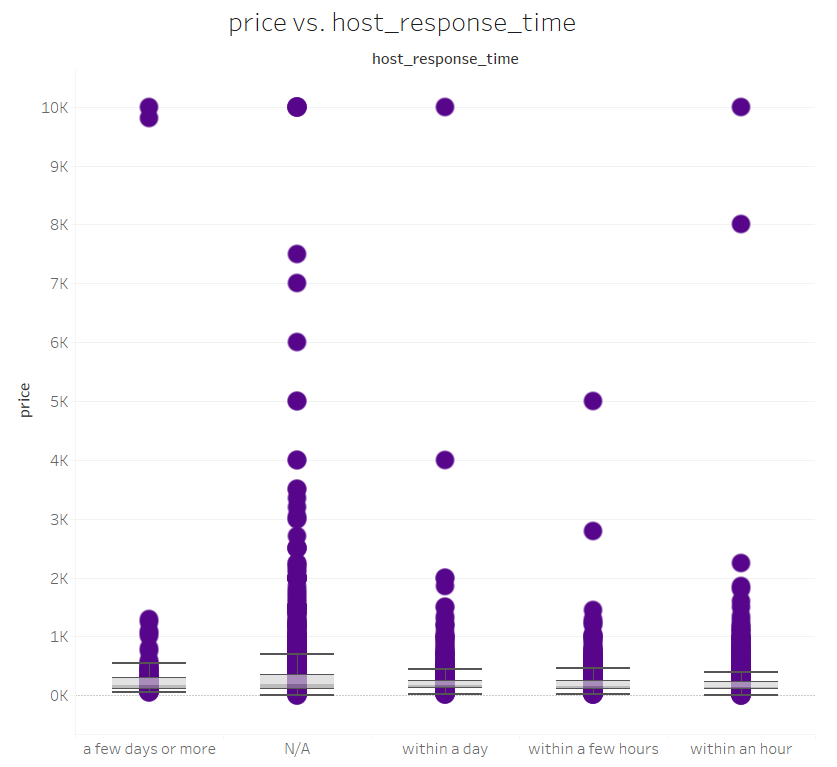 price vs. host_response_time
host_response_time
10K
9K
8K
7K
6K
5K
4K
3K
2K
1K
0K
price
a few days or more
N/A
within a day
within a few hours
within an hour